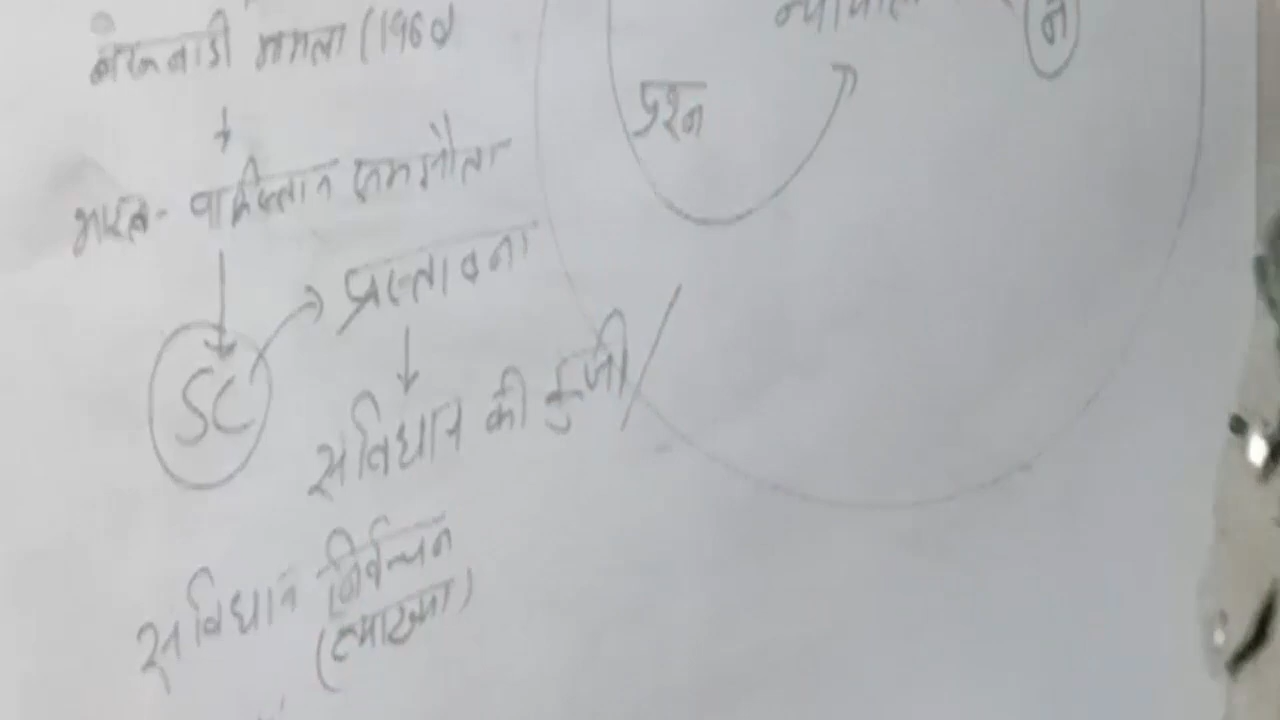 बेरुबाडी मामला (1960)
भारत - पाकिस्तान समझौता
SC
प्रस्तावना
संविधान की कुंजी
संविधान निर्वचन
(व्याख्या)
प्रश्न
न